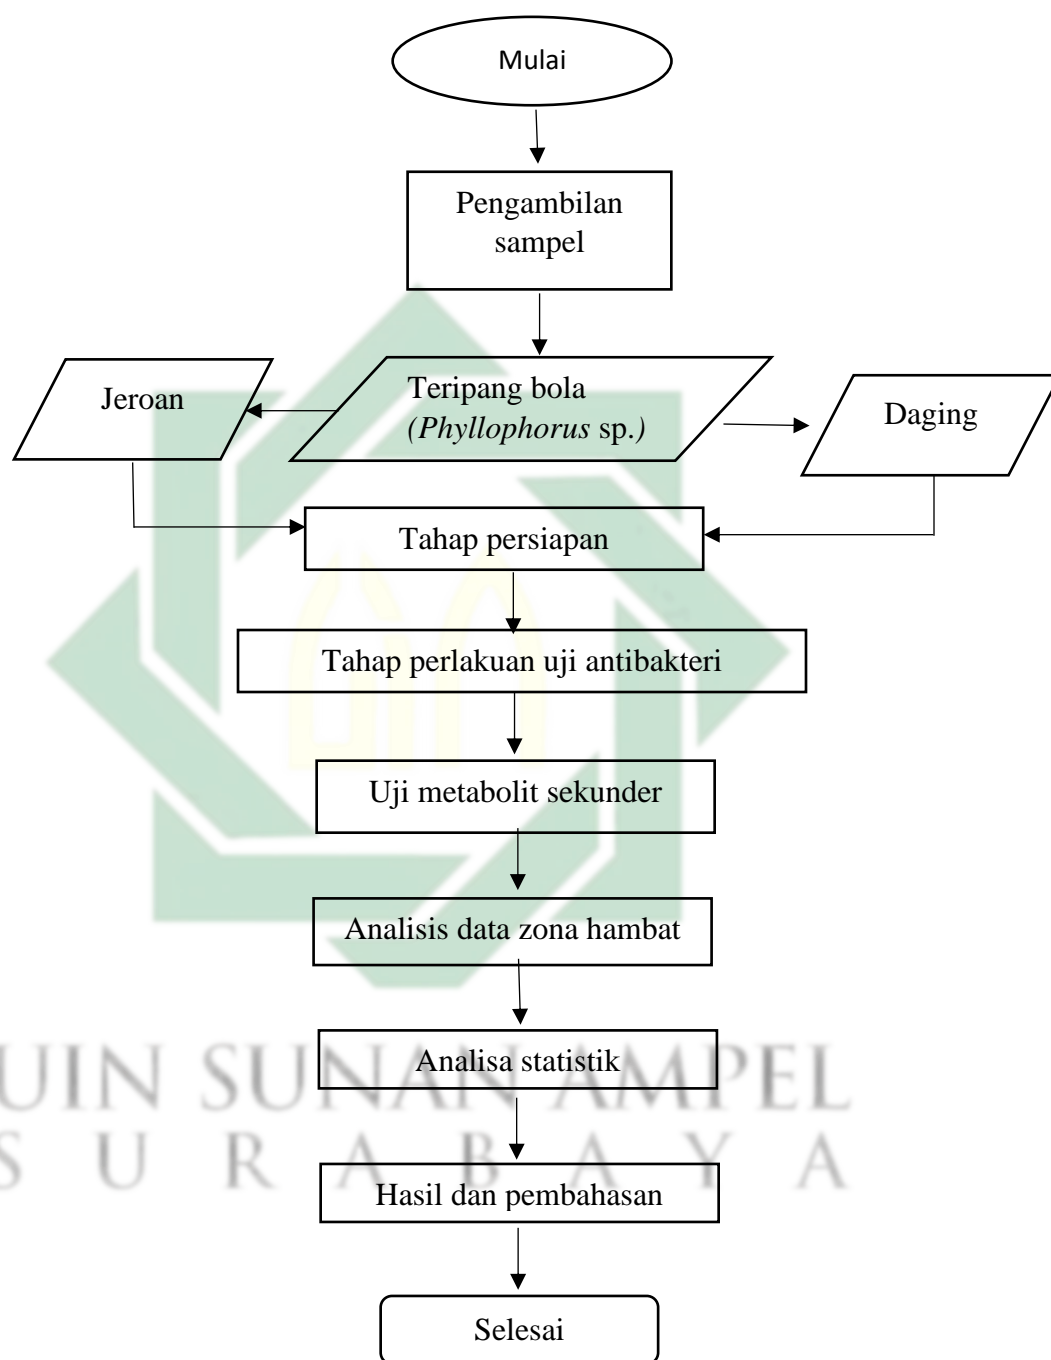 Mulai
Pengambilan
sampel
Jeroan
Teripang bola
(Phyllophorus sp.)
Daging
Tahap persiapan
Tahap perlakuan uji antibakteri
Uji metabolit sekunder
Analisis data zona hambat
Analisa statistik
UIN SUNAN AMPEL
S U R A B A Y A
Hasil dan pembahasan
Selesai